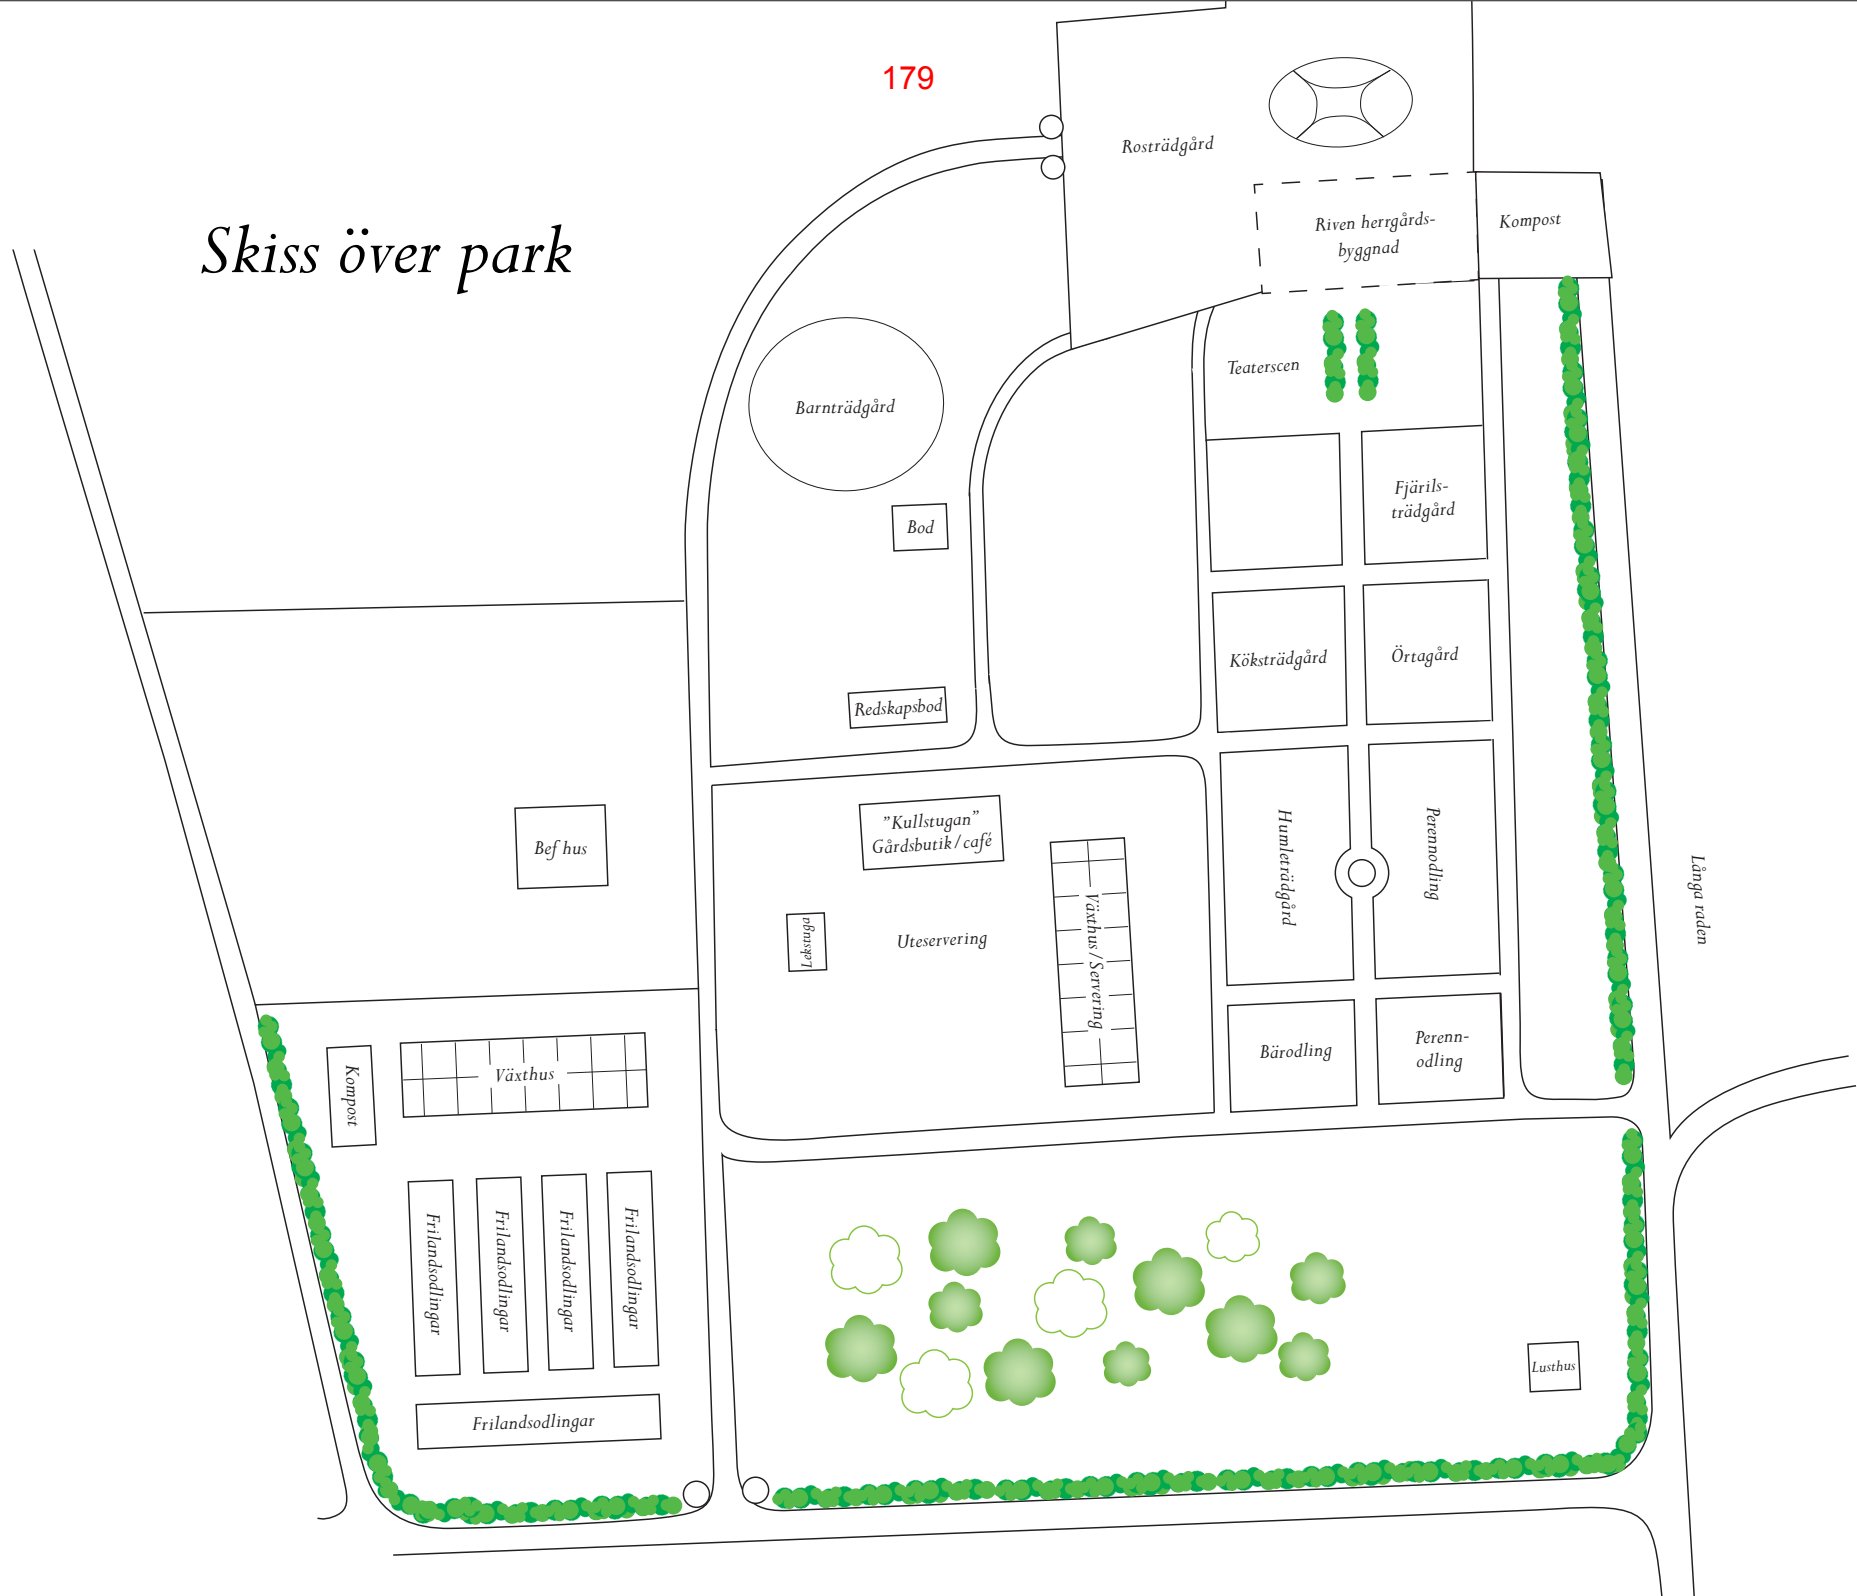 179
Rosträdgård
Riven herrgårds-
byggnad
Kompost
Skiss över park
Teaterscen
Barnträdgård
Fjärils-
trädgård
Bod
Köksträdgård
Örtagård
Redskapsbod
"Kullstugan"
Gårdsbutik/café
Bef hus
Lekstuga
Uteservering
Växthus/Servering
Humleträdgård
Perennodling
Långa raden
Bärodling
Perenn-
odling
Kompost
Växthus
Frilandsodlingar
Frilandsodlingar
Frilandsodlingar
Frilandsodlingar
Frilandsodlingar
Lusthus